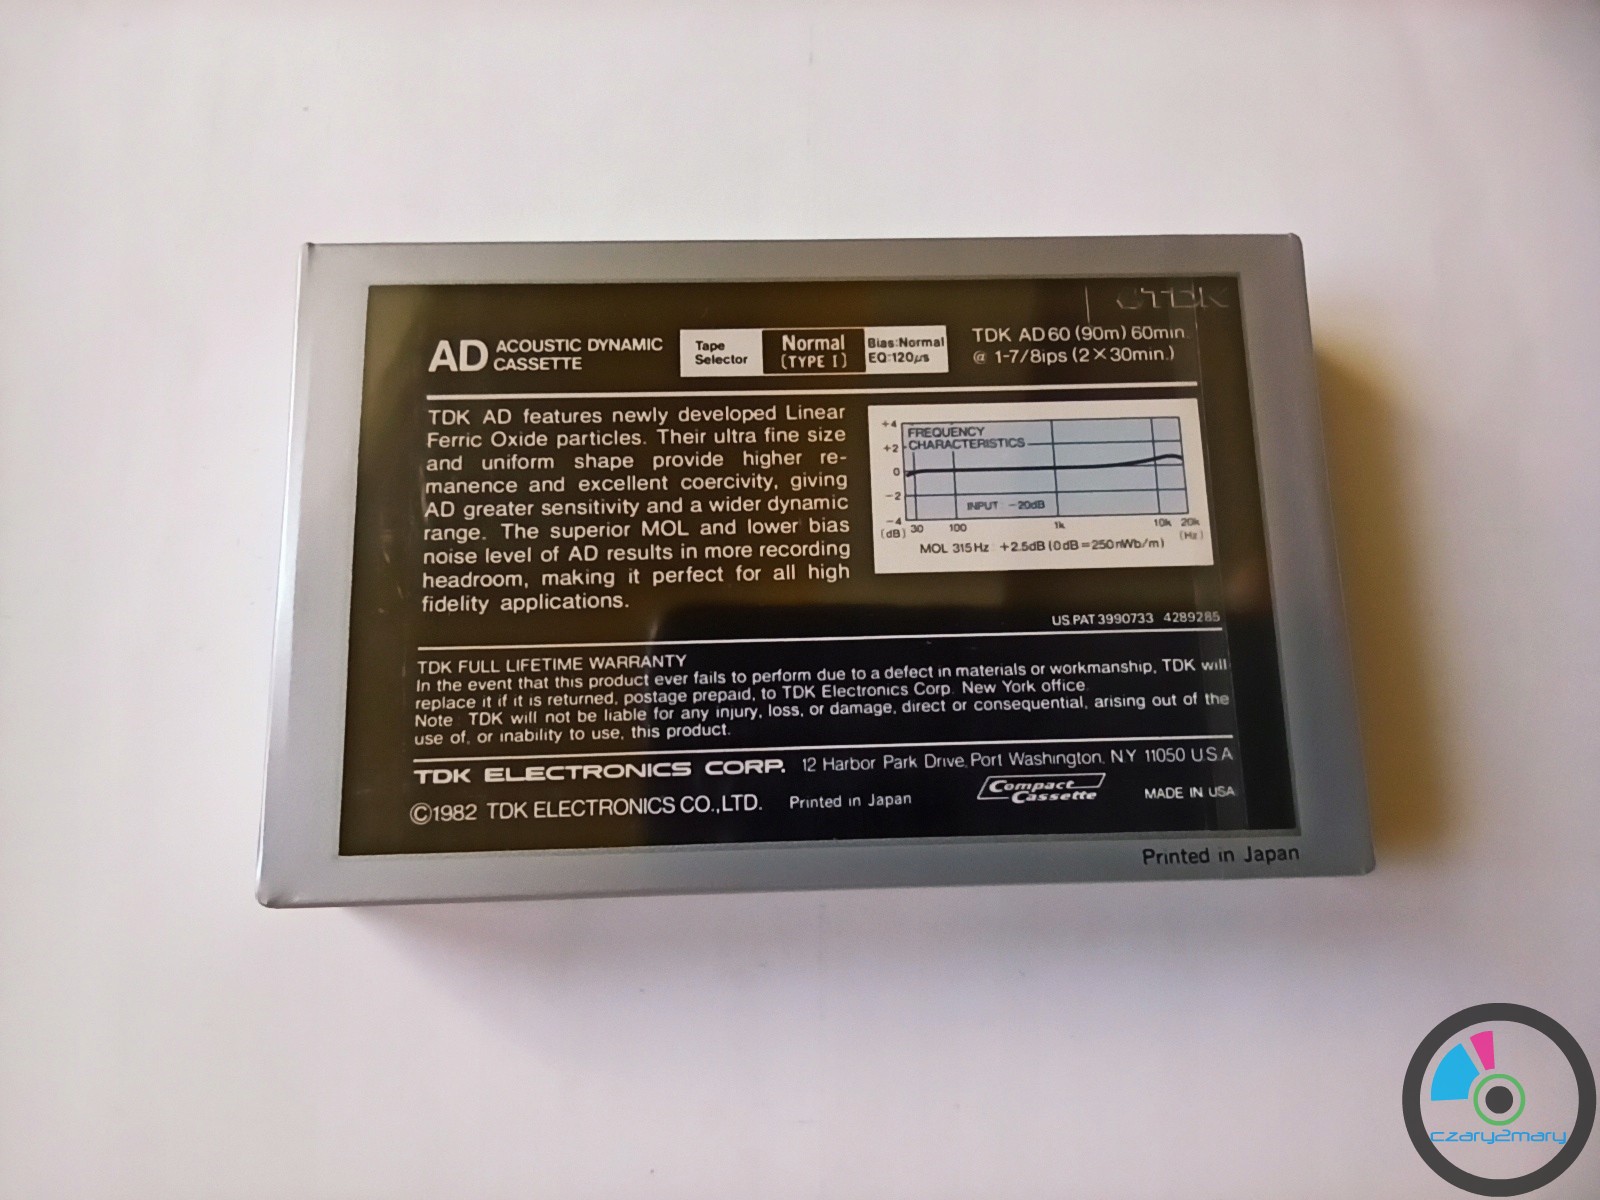 TDK
AD ACOUSTIC DYNAMIC CASSETTE
Tape Selector
Normal (TYPE I)
Bias:Normal
EQ:120μs
TDK AD60 (90m) 60min.
@ 1-7/8ips (2×30min.)
TDK AD features newly developed Linear
Ferric Oxide particles. Their ultra fine size
and uniform shape provide higher re-
manence and excellent coercivity, giving
AD greater sensitivity and a wider dynamic
range. The superior MOL and lower bias
noise level of AD results in more recording
headroom, making it perfect for all high
fidelity applications.
FREQUENCY
CHARACTERISTICS
+4
+2
0
-2
-4
(dB)
INPUT : -20dB
30 100 1k 10k 20k
(Hz)
MOL 315Hz : +2.5dB (0dB=250nWb/m)
US.PAT 3990733 4289285
TDK FULL LIFETIME WARRANTY
In the event that this product ever fails to perform due to a defect in materials or workmanship, TDK will
replace it if it is returned, postage prepaid, to TDK Electronics Corp. New York office.
Note : TDK will not be liable for any injury, loss, or damage, direct or consequential, arising out of the
use of, or inability to use, this product.
TDK ELECTRONICS CORP. 12 Harbor Park Drive, Port Washington, N.Y. 11050 U.S.A.
©1982 TDK ELECTRONICS CO.,LTD. Printed in Japan
Compact Cassette
MADE IN USA
Printed in Japan
czary2mary